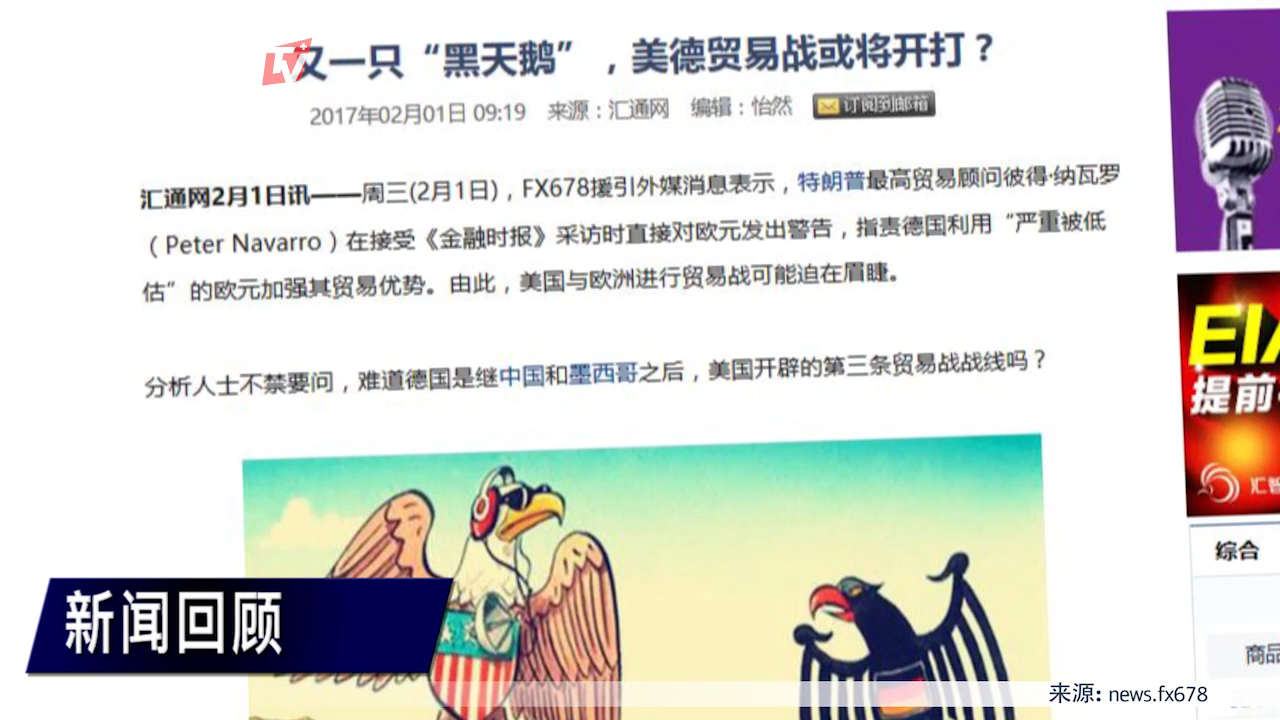 又一只“黑天鹅”，美德贸易战或将开打？
2017年02月01日 09:19 来源：汇通网 编辑：怡然 订阅到邮箱
汇通网2月1日讯——周三(2月1日)，FX678援引外媒消息表示，特朗普最高贸易顾问彼得·纳瓦罗
（Peter Navarro）在接受《金融时报》采访时直接对欧元发出警告，指责德国利用“严重被低
估”的欧元加强其贸易优势。由此，美国与欧洲进行贸易战可能迫在眉睫。
分析人士不禁要问，难道德国是继中国和墨西哥之后，美国开辟的第三条贸易战战线吗？
EI
提前
汇
综合
商品
新闻回顾
来源: news.fx678